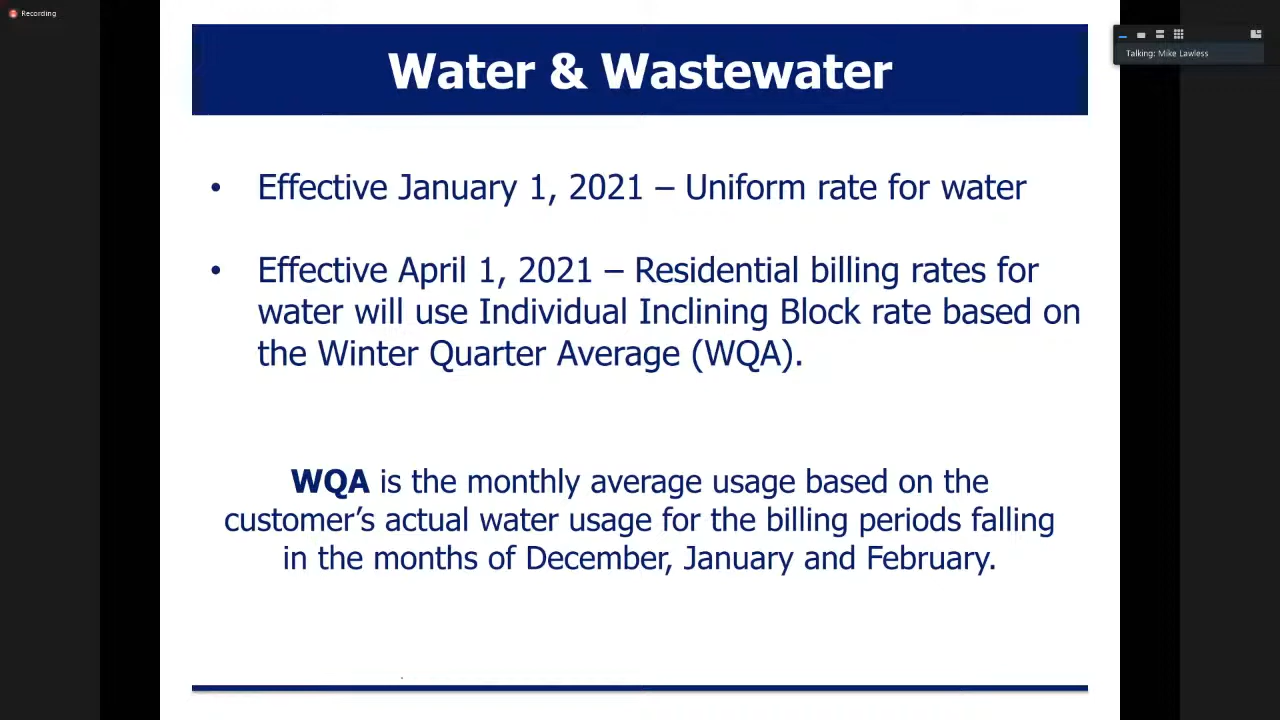 Recording
Talking: Mike Lawless
Water & Wastewater
• Effective January 1, 2021 – Uniform rate for water
• Effective April 1, 2021 – Residential billing rates for
water will use Individual Inclining Block rate based on
the Winter Quarter Average (WQA).
WQA is the monthly average usage based on the
customer’s actual water usage for the billing periods falling
in the months of December, January and February.